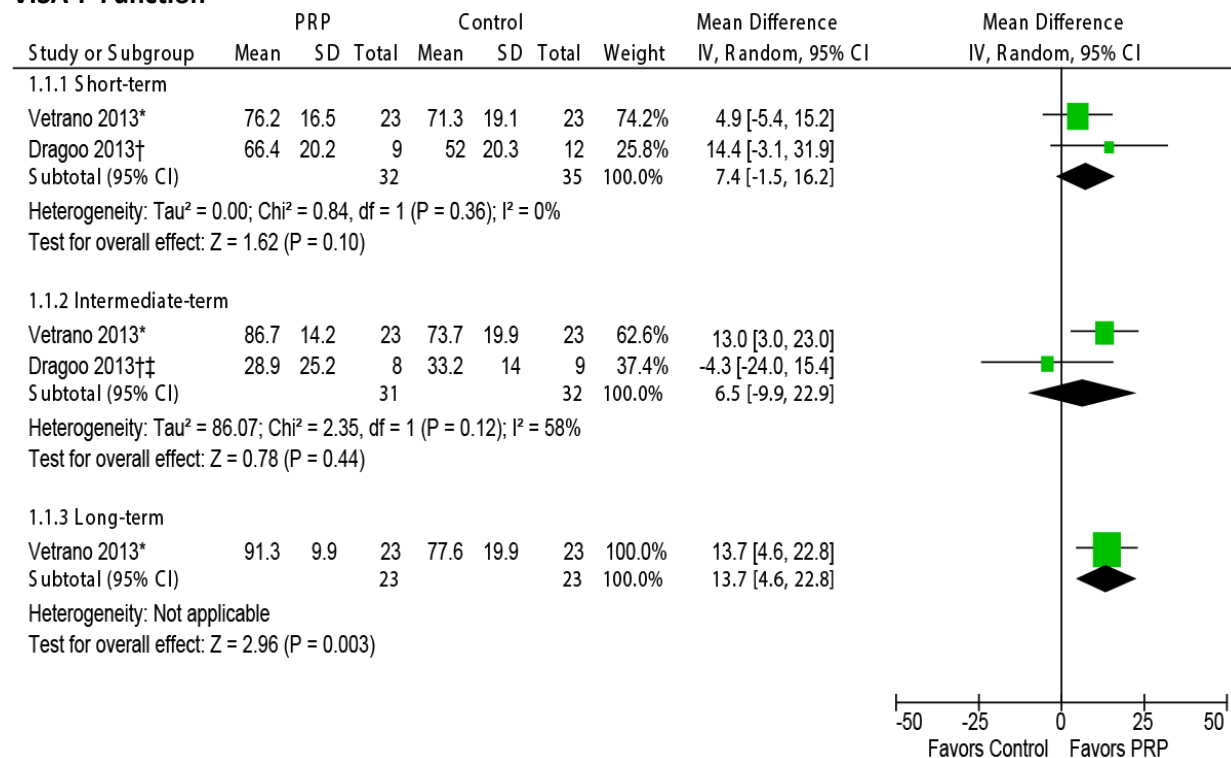 PRP Control Mean Difference Mean Difference
Study or Subgroup Mean SD Total Mean SD Total Weight IV, Random, 95% CI IV, Random, 95% CI
1.1.1 Short-term
Vetrano 2013* 76.2 16.5 23 71.3 19.1 23 74.2% 4.9 [-5.4, 15.2]
Dragoo 2013† 66.4 20.2 9 52 20.3 12 25.8% 14.4 [-3.1, 31.9]
Subtotal (95% CI) 32 35 100.0% 7.4 [-1.5, 16.2]
Heterogeneity: Tau² = 0.00; Chi² = 0.84, df = 1 (P = 0.36); I² = 0%
Test for overall effect: Z = 1.62 (P = 0.10)
1.1.2 Intermediate-term
Vetrano 2013* 86.7 14.2 23 73.7 19.9 23 62.6% 13.0 [3.0, 23.0]
Dragoo 2013†‡ 28.9 25.2 8 33.2 14 9 37.4% -4.3 [-24.0, 15.4]
Subtotal (95% CI) 31 32 100.0% 6.5 [-9.9, 22.9]
Heterogeneity: Tau² = 86.07; Chi² = 2.35, df = 1 (P = 0.12); I² = 58%
Test for overall effect: Z = 0.78 (P = 0.44)
1.1.3 Long-term
Vetrano 2013* 91.3 9.9 23 77.6 19.9 23 100.0% 13.7 [4.6, 22.8]
Subtotal (95% CI) 23 23 100.0% 13.7 [4.6, 22.8]
Heterogeneity: Not applicable
Test for overall effect: Z = 2.96 (P = 0.003)
-50 -25 0 25 50
Favors Control Favors PRP